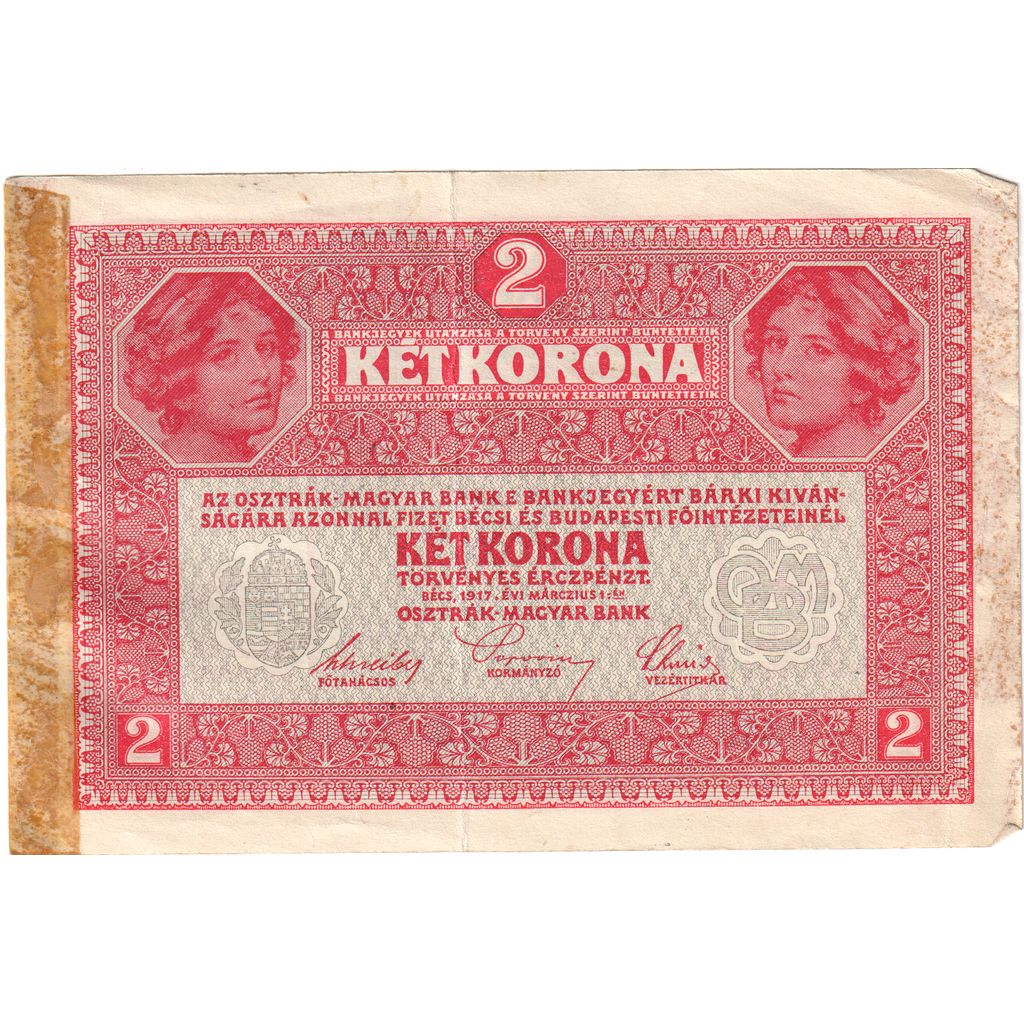 2
A BANKJEGYEK UTÁNZÁSA A TÖRVÉNY SZERINT BÜNTETTETIK
KÉT KORONA
A BANKJEGYEK UTÁNZÁSA A TÖRVÉNY SZERINT BÜNTETTETIK
AZ OSZTRÁK-MAGYAR BANK E BANKJEGYÉRT BÁRKI KIVÁN-
SÁGÁRA AZONNAL FIZET BÉCSI ÉS BUDAPESTI FŐINTÉZETEINÉL
KÉT KORONA
TÖRVÉNYES ÉRCZPÉNZT.
BÉCS, 1917. ÉVI MÁRCZIUS 1:ÉN
OSZTRÁK-MAGYAR BANK
FŐTANÁCSOS
KORMÁNYZÓ
VEZÉRTITKÁR
2
2